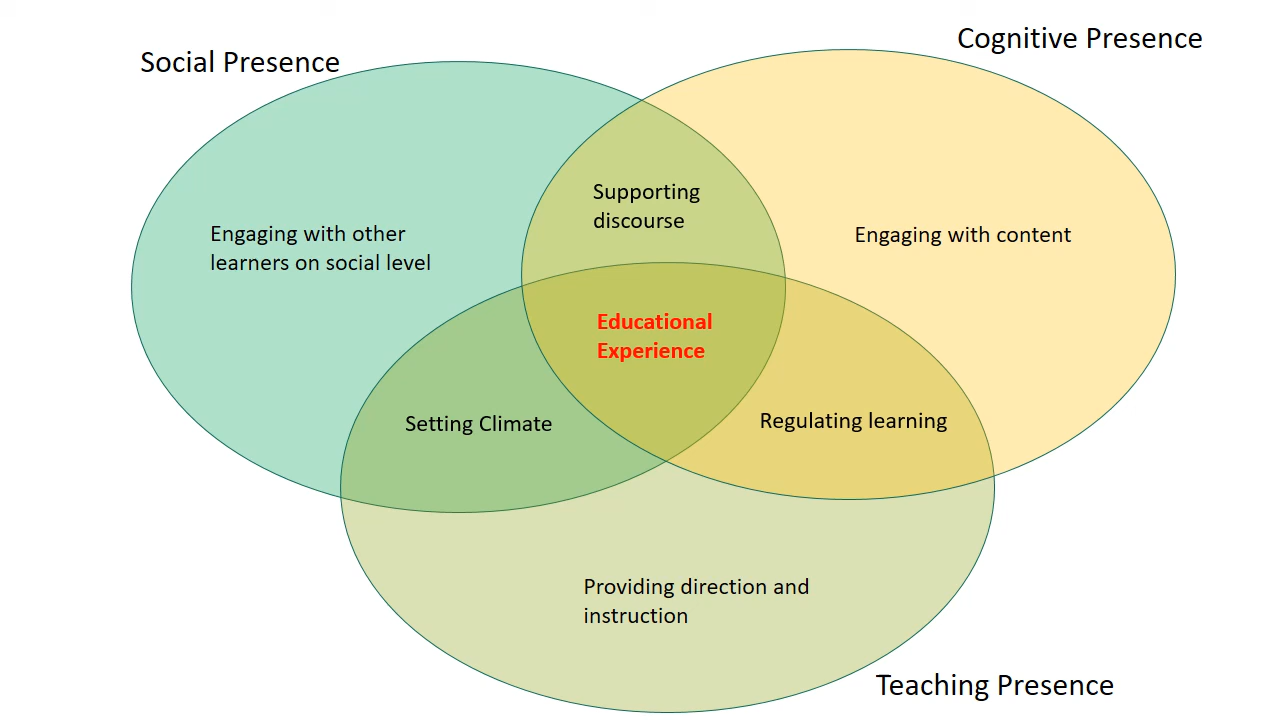 Social Presence
Cognitive Presence
Supporting
discourse
Engaging with other
learners on social level
Engaging with content
Educational
Experience
Setting Climate
Regulating learning
Providing direction and
instruction
Teaching Presence